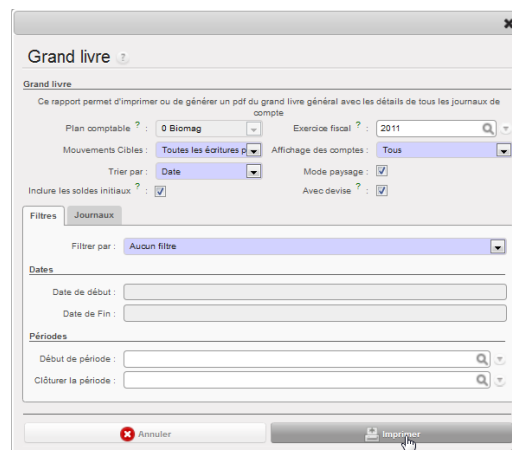 Grand livre ?
Grand livre
Ce rapport permet d'imprimer ou de générer un pdf du grand livre général avec les détails de tous les journaux de
compte
Plan comptable ? : 0 Biomag Exercice fiscal ? : 2011
Mouvements Cibles : Toutes les écritures p Affichage des comptes : Tous
Trier par : Date Mode paysage :
Inclure les soldes initiaux ? : Avec devise ? :
Filtres Journaux
Filtrer par : Aucun filtre
Dates
Date de début :
Date de Fin :
Périodes
Début de période :
Clôturer la période :
Annuler Imprimer